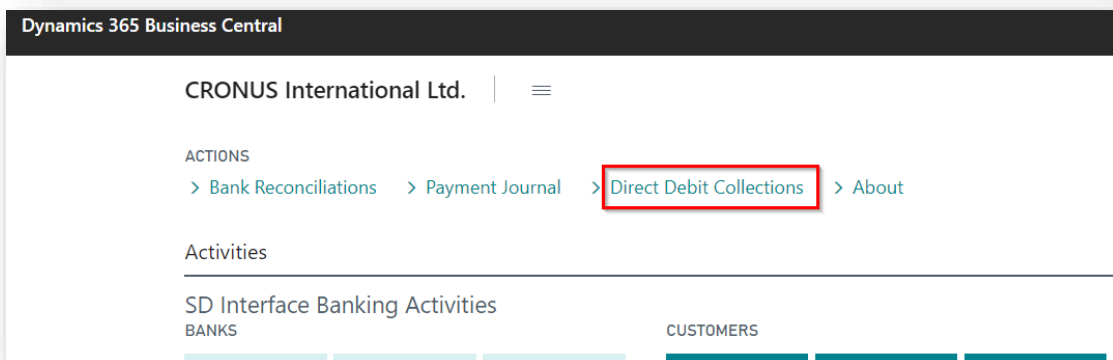 Dynamics 365 Business Central
CRONUS International Ltd.
ACTIONS
> Bank Reconciliations > Payment Journal > Direct Debit Collections > About
Activities
SD Interface Banking Activities
BANKS CUSTOMERS